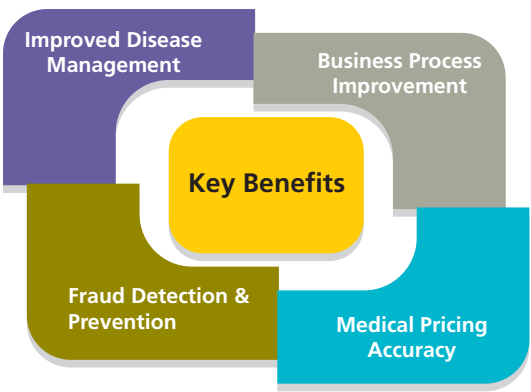 Improved Disease
Management
Business Process
Improvement
Key Benefits
Fraud Detection &
Prevention
Medical Pricing
Accuracy